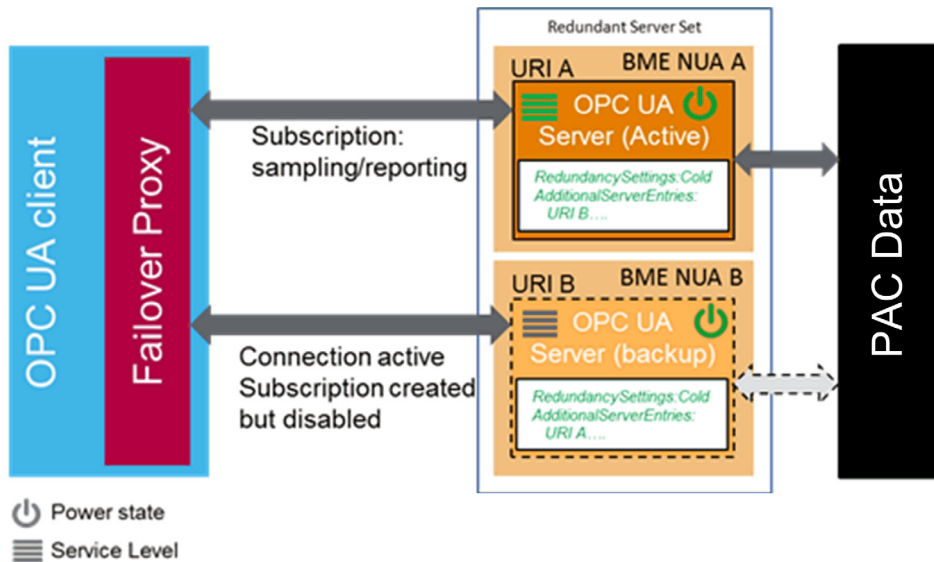 OPC UA client
Failover Proxy
Redundant Server Set
URI A
BME NUA A
OPC UA
Server (Active)
RedundancySettings:Cold
AdditionalServerEntries:
URI B....
Subscription:
sampling/reporting
URI B
BME NUA B
OPC UA
Server (backup)
RedundancySettings:Cold
AdditionalServerEntries:
URI A....
Connection active
Subscription created
but disabled
PAC Data
Power state
Service Level